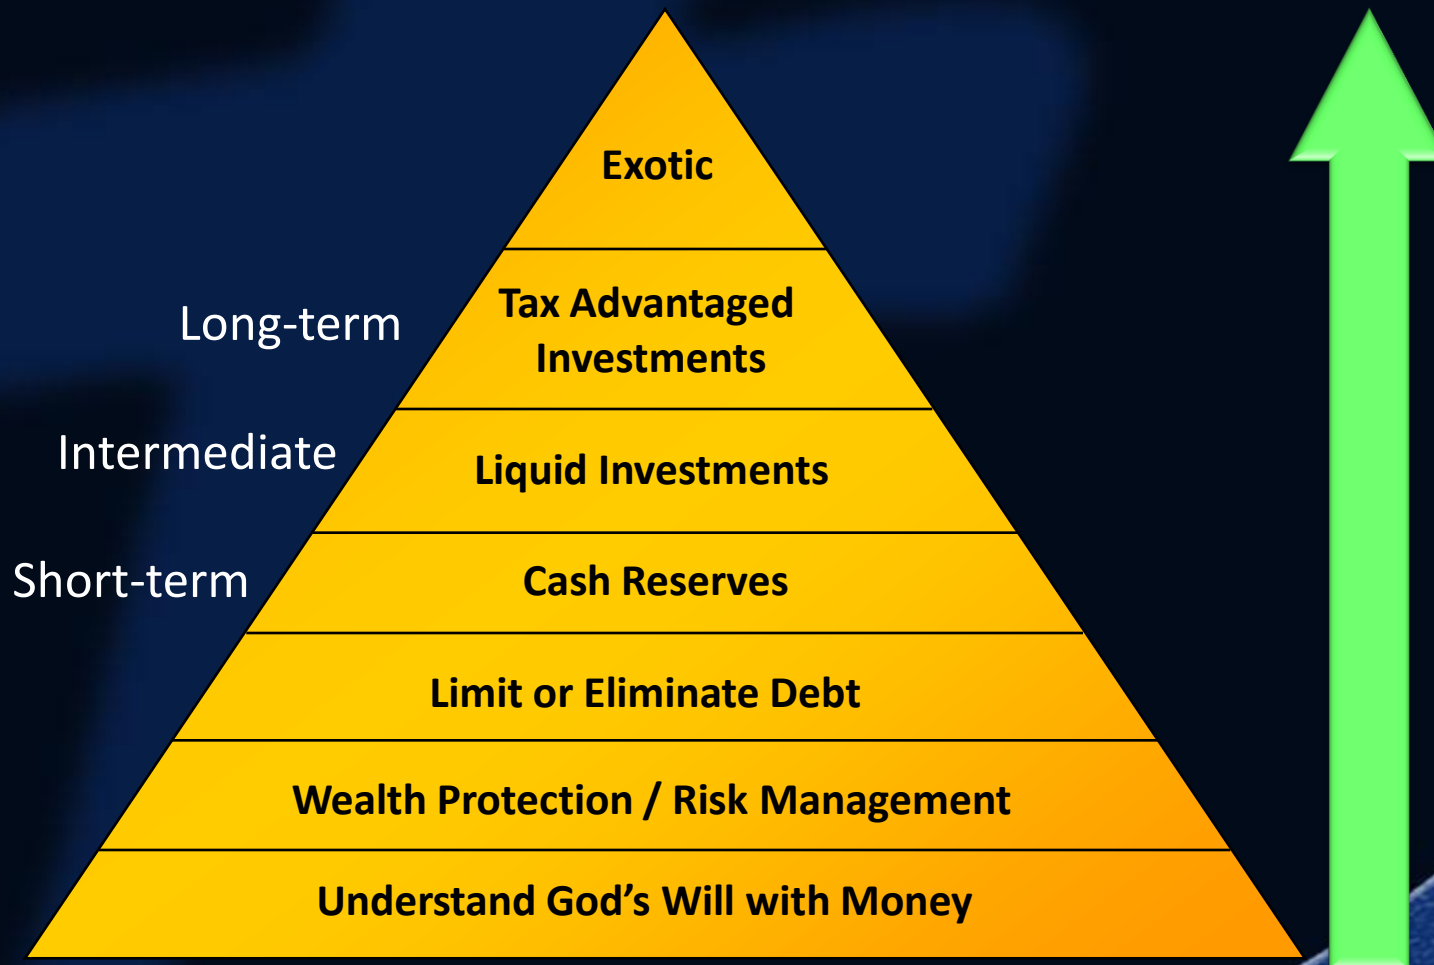 Exotic
Long-term
Tax Advantaged
Investments
Intermediate
Liquid Investments
Short-term
Cash Reserves
Limit or Eliminate Debt
Wealth Protection / Risk Management
Understand God’s Will with Money